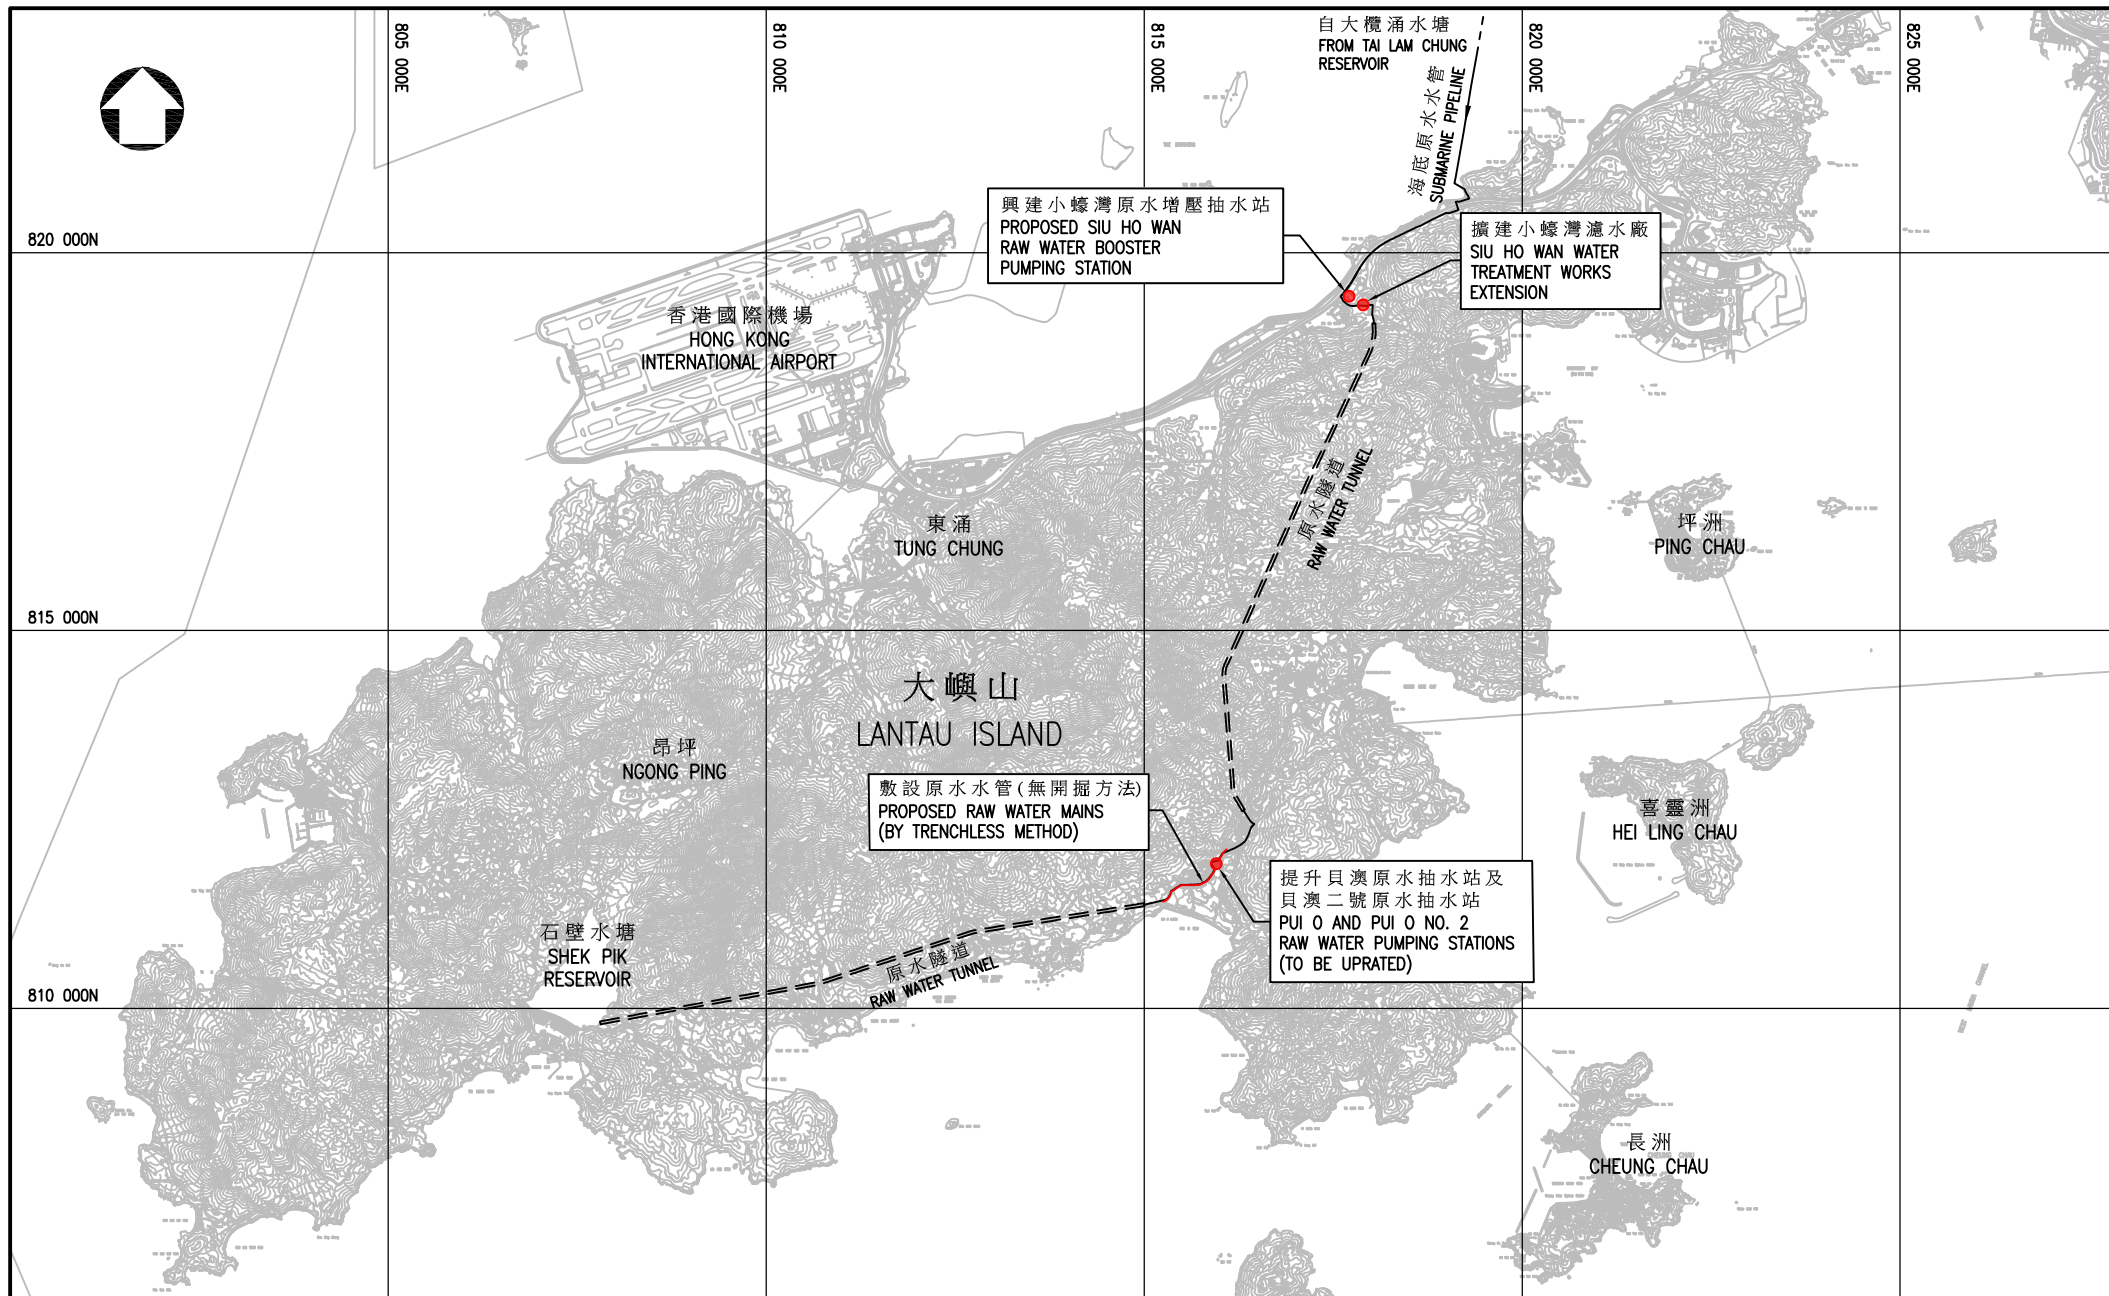 805 000E
810 000E
815 000E
820 000E
825 000E
自大欖涌水塘
FROM TAI LAM CHUNG
RESERVOIR
海底原水水管
SUBMARINE PIPELINE
興建小蠔灣原水增壓抽水站
PROPOSED SIU HO WAN
RAW WATER BOOSTER
PUMPING STATION
擴建小蠔灣濾水廠
SIU HO WAN WATER
TREATMENT WORKS
EXTENSION
820 000N
香港國際機場
HONG KONG
INTERNATIONAL AIRPORT
原水隧道
RAW WATER TUNNEL
東涌
TUNG CHUNG
坪洲
PING CHAU
815 000N
大嶼山
LANTAU ISLAND
昂坪
NGONG PING
敷設原水水管(無開掘方法)
PROPOSED RAW WATER MAINS
(BY TRENCHLESS METHOD)
喜靈洲
HEI LING CHAU
提升貝澳原水抽水站及
貝澳二號原水抽水站
PUI O AND PUI O NO. 2
RAW WATER PUMPING STATIONS
(TO BE UPRATED)
石壁水塘
SHEK PIK
RESERVOIR
原水隧道
RAW WATER TUNNEL
810 000N
長洲
CHEUNG CHAU